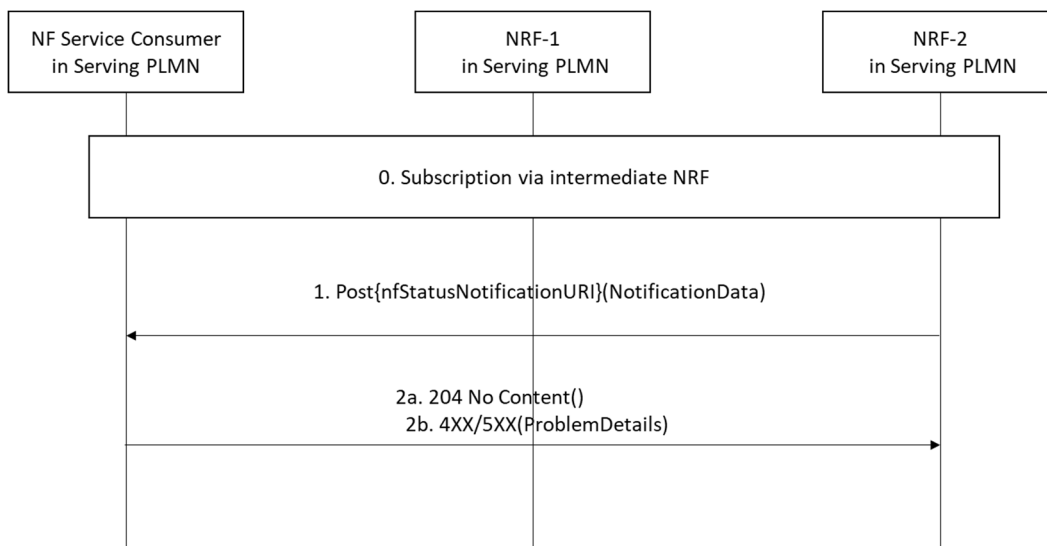 NF Service Consumer
in Serving PLMN
NRF-1
in Serving PLMN
NRF-2
in Serving PLMN
0. Subscription via intermediate NRF
1. Post{nfStatusNotificationURI}(NotificationData)
2a. 204 No Content()
2b. 4XX/5XX(ProblemDetails)